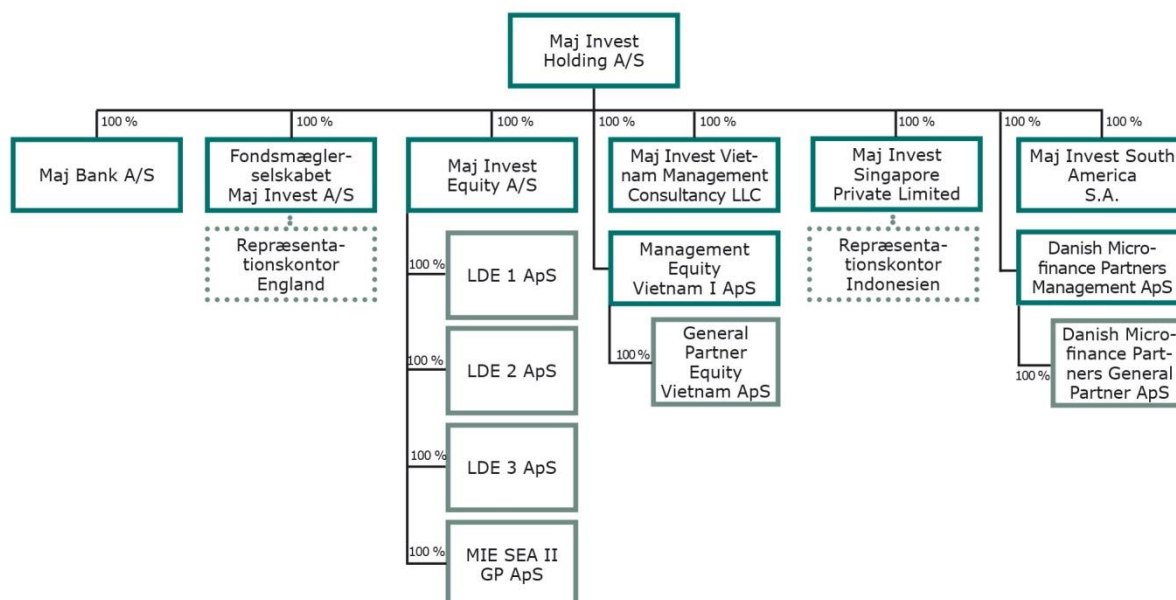 Maj Invest
Holding A/S
100 %
100 %
100 %
100 %
100 %
100 %
100 %
100 %
Maj Bank A/S
Fondsmægler-
selskabet
Maj Invest A/S
Maj Invest
Equity A/S
Maj Invest Viet-
nam Management
Consultancy LLC
Maj Invest
Singapore
Private Limited
Maj Invest South
America
S.A.
Repræsenta-
tionskontor
England
100 %
LDE 1 ApS
Management
Equity
Vietnam I ApS
Repræsenta-
tionskontor
Indonesien
Danish Micro-
finance Partners
Management ApS
100 %
LDE 2 ApS
100 %
General
Partner
Equity
Vietnam ApS
100 %
Danish Micro-
finance Part-
ners General
Partner ApS
100 %
LDE 3 ApS
100 %
MIE SEA II
GP ApS